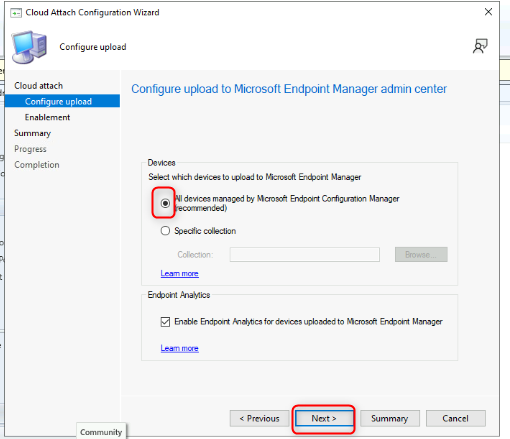 Cloud Attach Configuration Wizard
Configure upload
Cloud attach
Configure upload
Enablement
Summary
Progress
Completion
Configure upload to Microsoft Endpoint Manager admin center
Devices
Select which devices to upload to Microsoft Endpoint Manager
All devices managed by Microsoft Endpoint Configuration Manager
(recommended)
Specific collection
Collection:
Browse...
Learn more
Endpoint Analytics
Enable Endpoint Analytics for devices uploaded to Microsoft Endpoint Manager
Learn more
< Previous
Next >
Summary
Cancel
Community